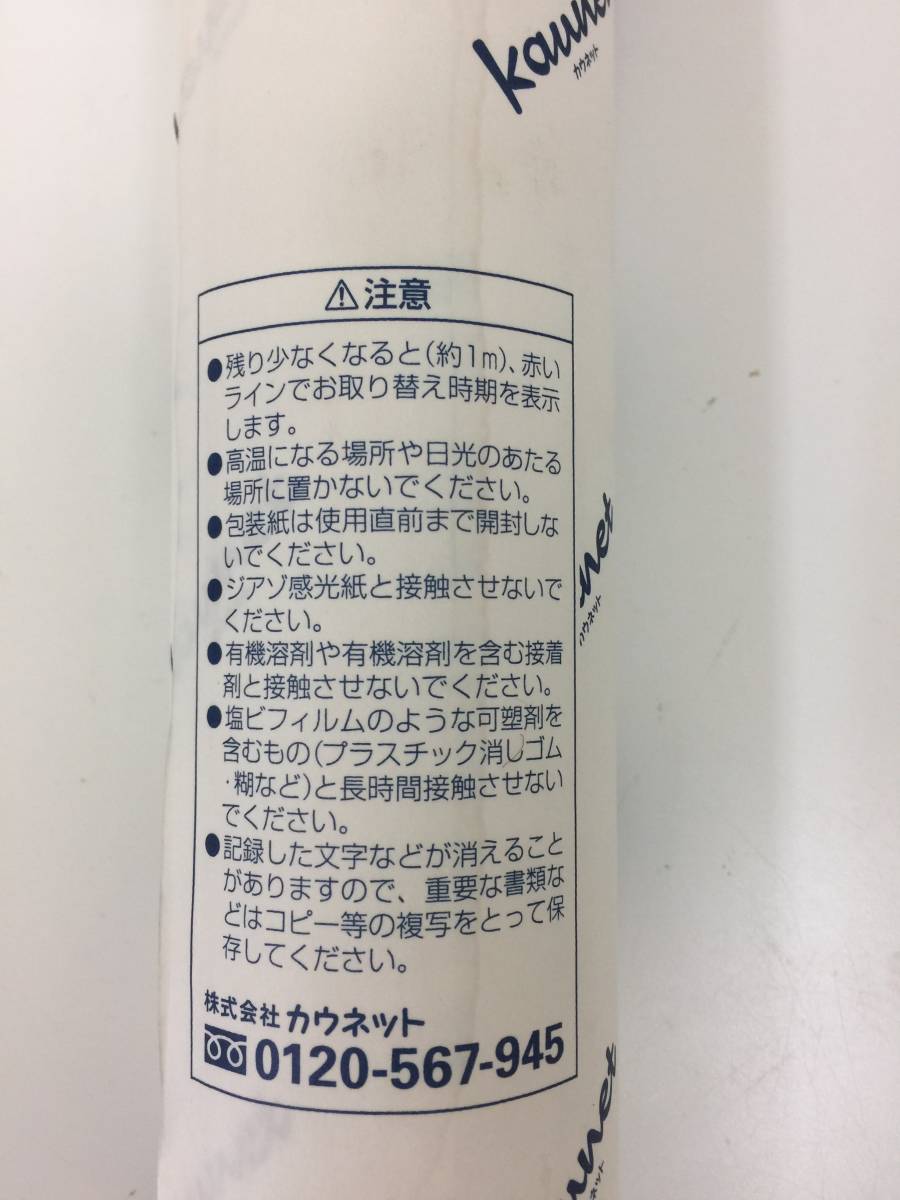 カウネット
⚠注意
●残り少なくなると(約1m)、赤い
ラインでお取り替え時期を表示
します。
●高温になる場所や日光のあたる
場所に置かないでください。
●包装紙は使用直前まで開封しな
いでください。
●ジアゾ感光紙と接触させないで
ください。
●有機溶剤や有機溶剤を含む接着
剤と接触させないでください。
●塩ビフィルムのような可塑剤を
含むもの(プラスチック消しゴム
・糊など)と長時間接触させない
でください。
●記録した文字などが消えること
がありますので、重要な書類な
どはコピー等の複写をとって保
存してください。
株式会社カウネット
0120-567-945
net
ウネット
net
ネット